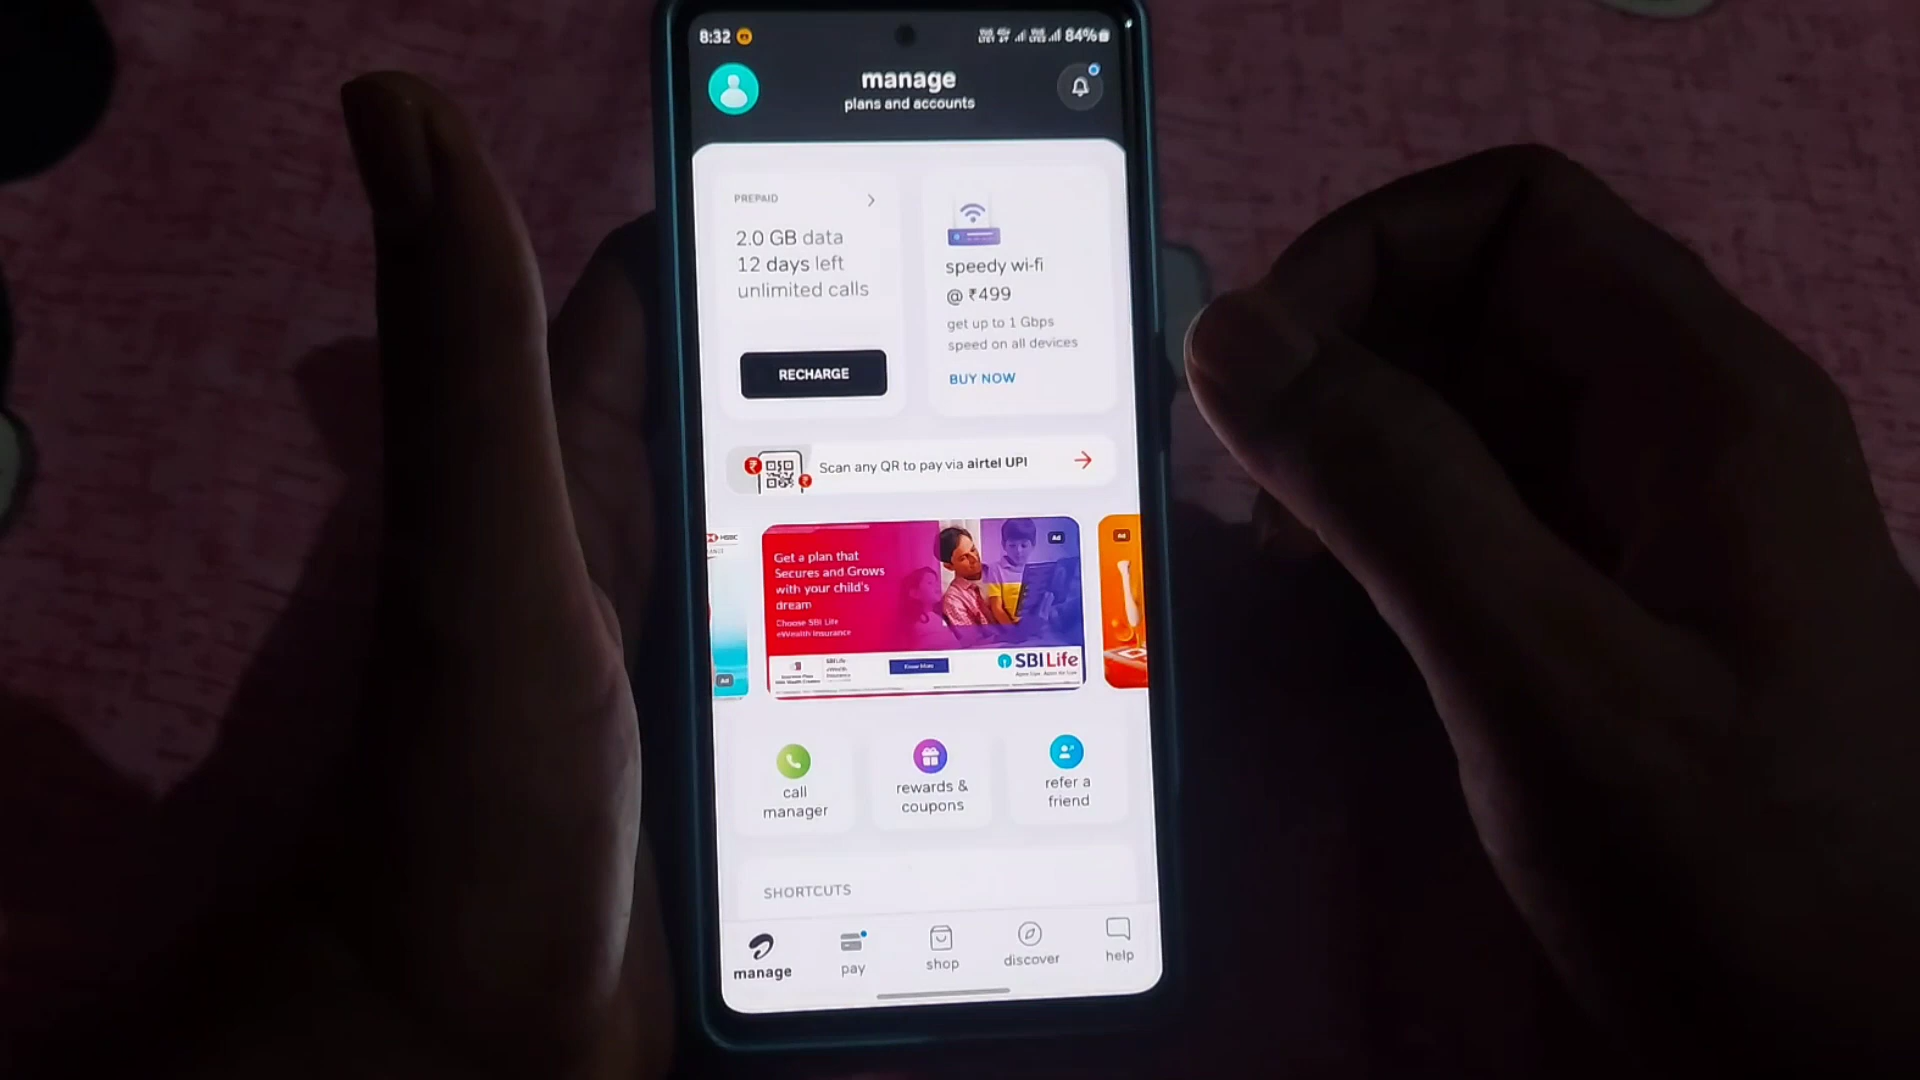 8:32
84%
manage
plans and accounts
PREPAID
2.0 GB data
12 days left
unlimited calls
RECHARGE
speedy wi-fi
@ ₹499
get up to 1 Gbps
speed on all devices
BUY NOW
Scan any QR to pay via airtel UPI
HSBC
Ad
Get a plan that
Secures and Grows
with your child's
dream
Choose SBI Life
eWealth Insurance
Ad
Know More
SBI Life
Ad
call
manager
rewards &
coupons
refer a
friend
SHORTCUTS
manage
pay
shop
discover
help